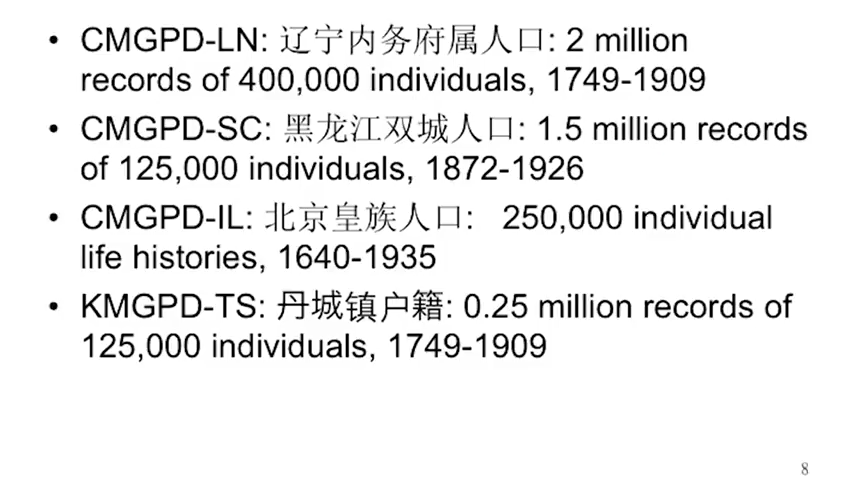 • CMGPD-LN: 辽宁内务府属人口: 2 million
records of 400,000 individuals, 1749-1909
• CMGPD-SC: 黑龙江双城人口: 1.5 million records
of 125,000 individuals, 1872-1926
• CMGPD-IL: 北京皇族人口: 250,000 individual
life histories, 1640-1935
• KMGPD-TS: 丹城镇户籍: 0.25 million records of
125,000 individuals, 1749-1909
8